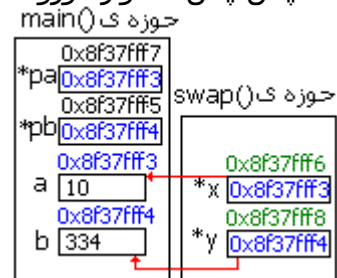 حوزه ی main()
0x8f37fff7
*pa 0x8f37fff3
0x8f37fff5
*pb 0x8f37fff4
0x8f37fff3
a 10
0x8f37fff4
b 334
حوزه ی swap()
0x8f37fff6
*x 0x8f37fff3
0x8f37fff8
*y 0x8f37fff4